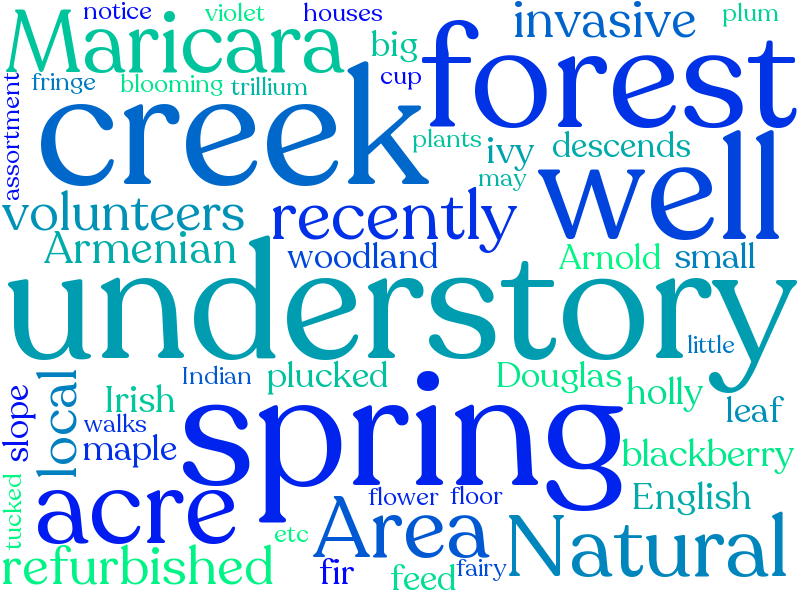 notice
violet
houses
invasive
plum
Maricara
big
forest
fringe
blooming
trillium
cup
assortment
creek
plants
ivy
descends
may
well
volunteers
recently
Armenian
woodland
Arnold
small
understory
little
Indian
plucked
Douglas
holly
local
Irish
slope
spring
leaf
walks
maple
blackberry
tucked
acre
flower
floor
English
etc
Area
Natural
refurbished
fir
feed
fairy